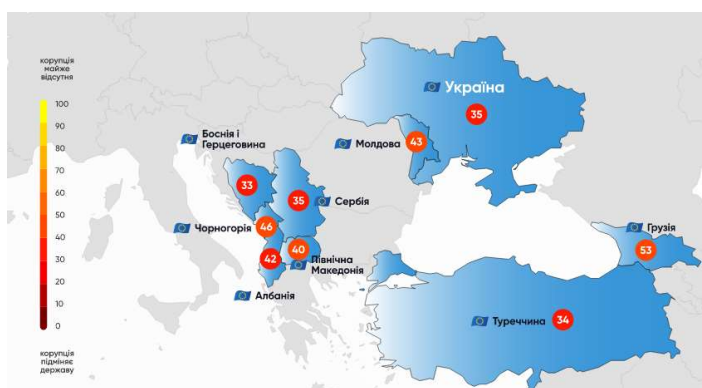 корупція
майже
відсутня
100
90
80
70
60
50
40
30
20
10
0
корупція
підміняє
державу
Україна
35
Боснія і
Герцеговина
33
Молдова
43
35
Сербія
Чорногорія
46
40
Північна
Македонія
42
Албанія
Грузія
53
Туреччина
34